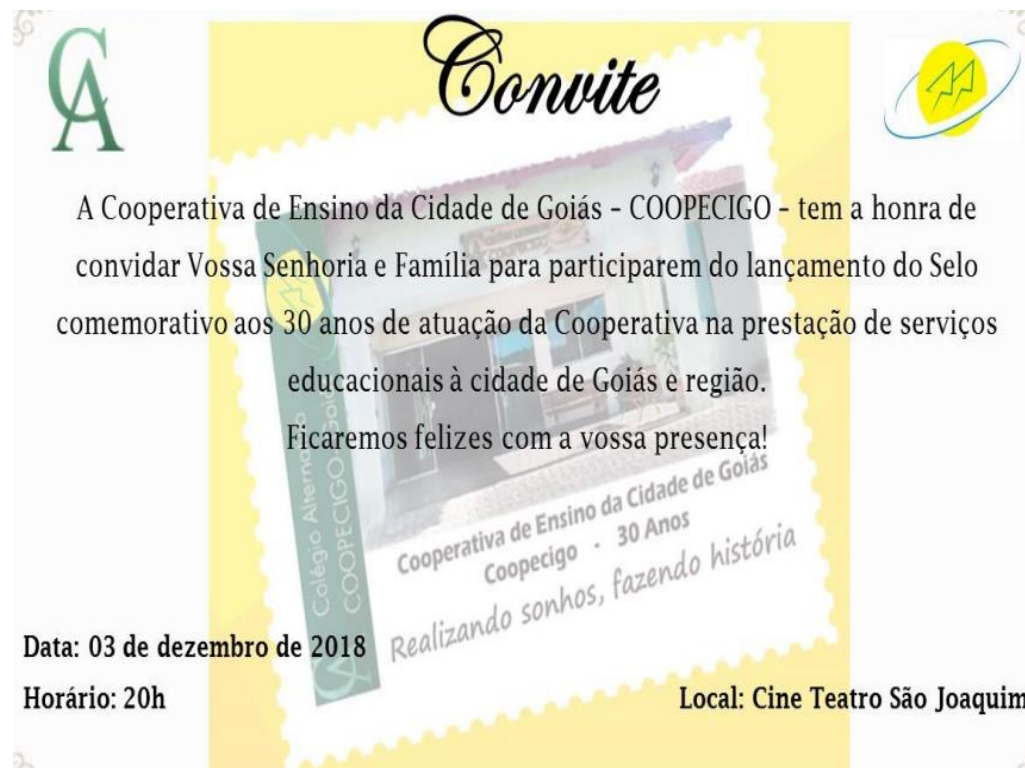 CA
Convite
A Cooperativa de Ensino da Cidade de Goiás – COOPECIGO – tem a honra de
convidar Vossa Senhoria e Família para participarem do lançamento do Selo
comemorativo aos 30 anos de atuação da Cooperativa na prestação de serviços
educacionais à cidade de Goiás e região.
Ficaremos felizes com a vossa presença!
Colégio Alternativo
COOPECIGO
CA
Cooperativa de Ensino da Cidade de Goiás
Coopecigo - 30 Anos
Realizando sonhos, fazendo história
Data: 03 de dezembro de 2018
Horário: 20h
Local: Cine Teatro São Joaquim